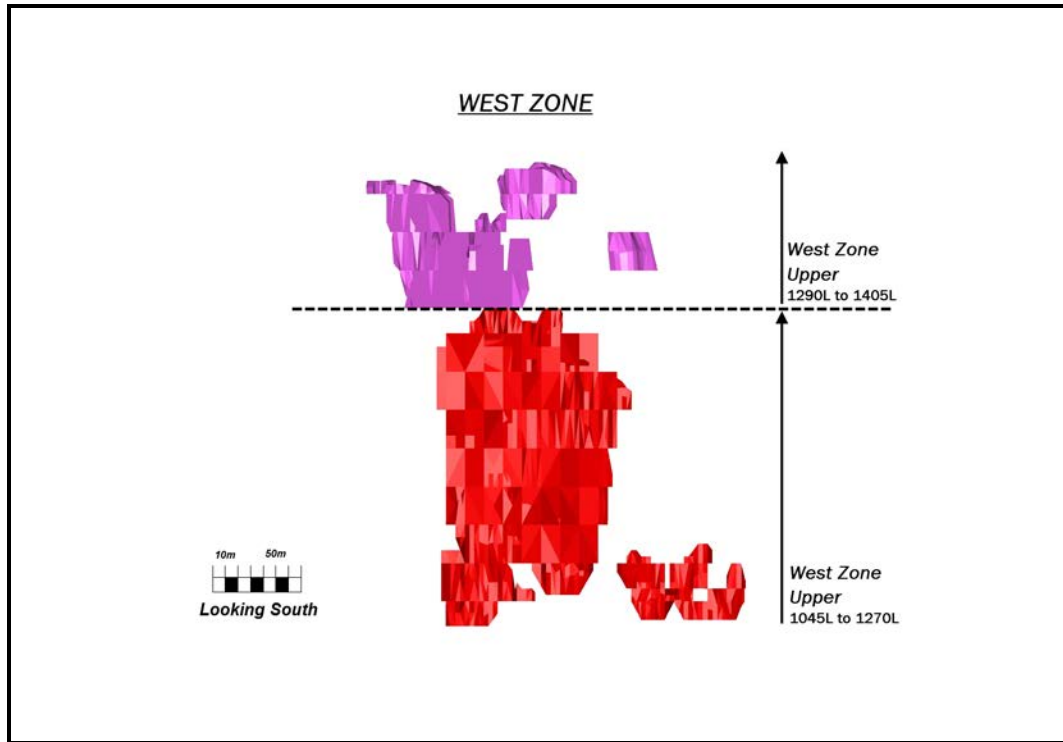 WEST ZONE
West Zone
Upper
1290L to 1405L
10m 50m
Looking South
West Zone
Upper
1045L to 1270L